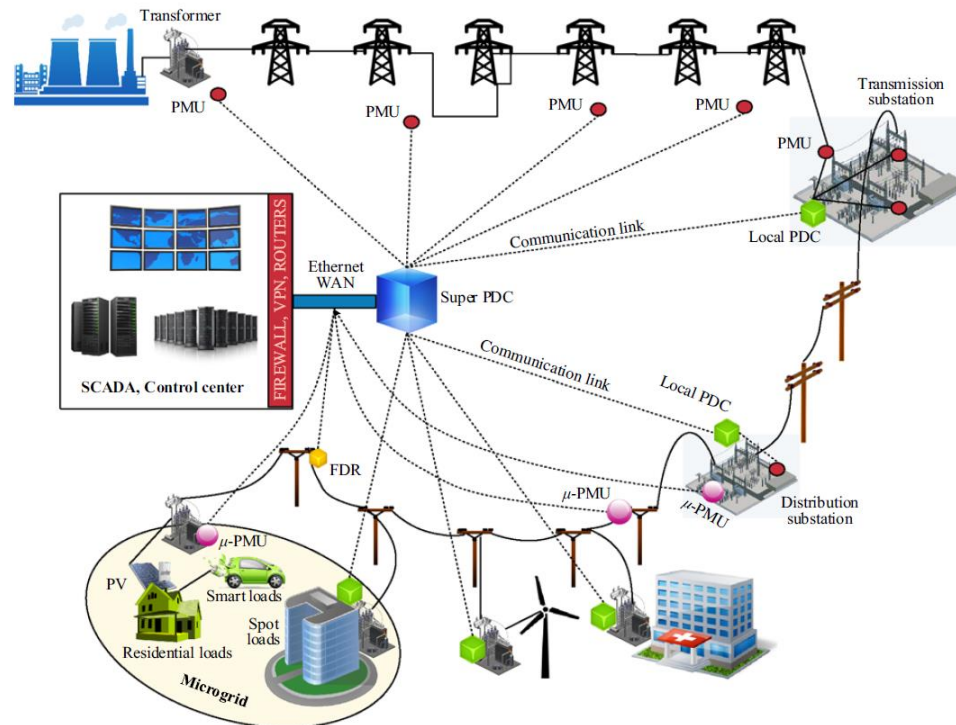 Transformer
PMU
PMU
PMU
PMU
Transmission
substation
PMU
Local PDC
Communication link
Ethernet
WAN
Super PDC
FIREWALL, VPN, ROUTERS
SCADA, Control center
Communication link
Local PDC
FDR
μ-PMU
μ-PMU
Distribution
substation
μ-PMU
PV
Smart loads
Spot
loads
Residential loads
Microgrid